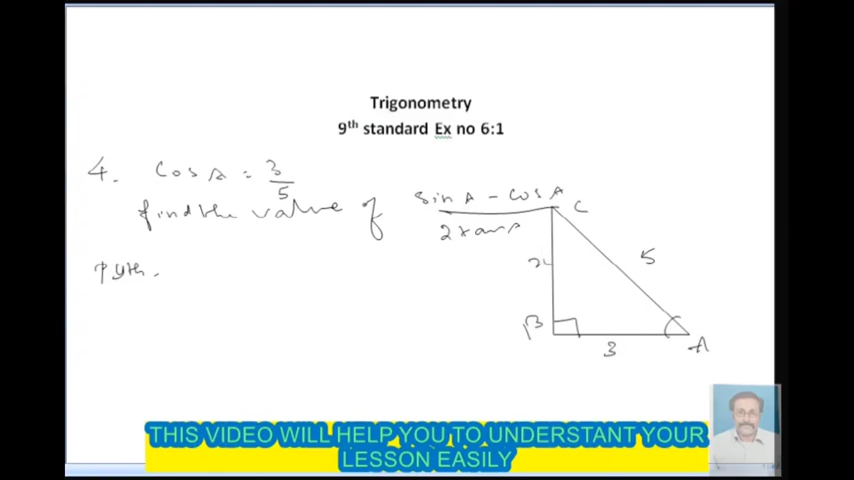 Trigonometry
9th standard Ex no 6:1
4. Cos A = 3/5
find the value of sin A - cos A / 2 tan A
pyth.
C
x
5
B
3
A
THIS VIDEO WILL HELP YOU TO UNDERSTANT YOUR
LESSON EASILY